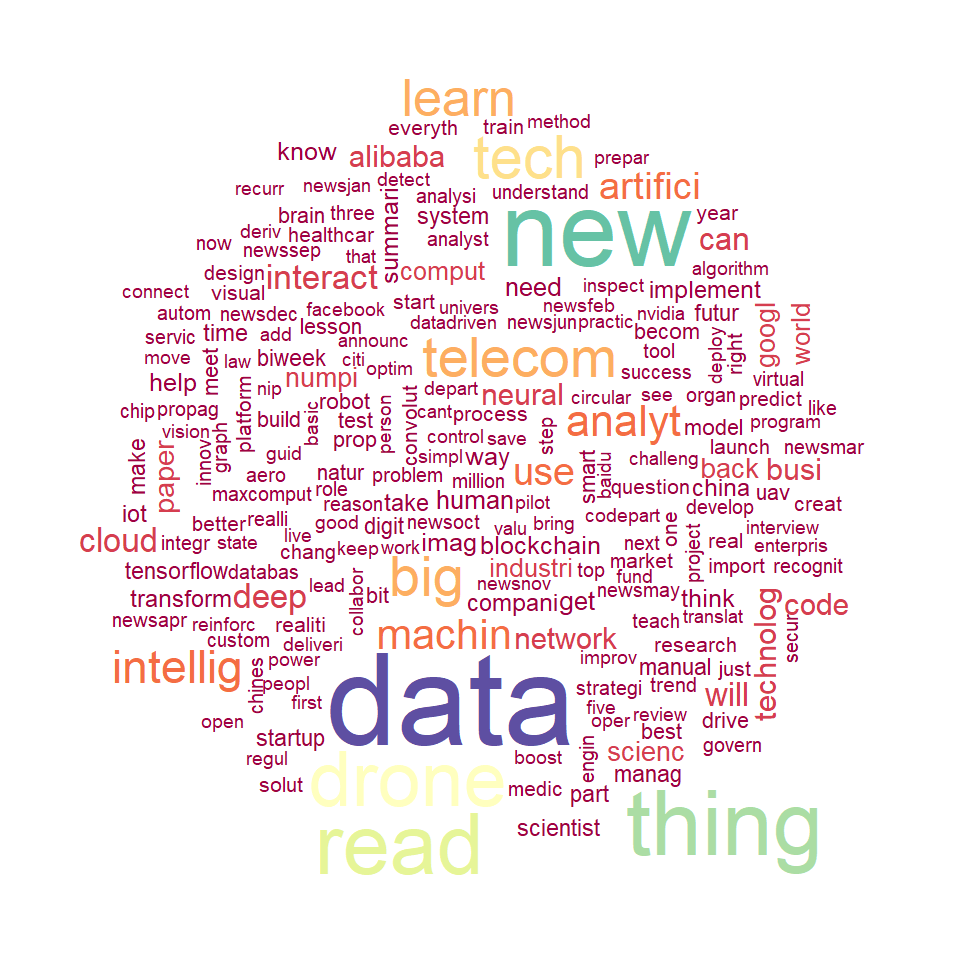 learn
everyth train method
know alibaba tech prepar
recurr newsjan detect analysi understand artifici
brain three summari system new year
now deriv healthcar analyst can
newssep that
design interact comput need inspect algorithm
connect visual implement
autom newsdec facebook start univers newsfeb nvidia futur googl world
servic time add lesson announc datadriven newsjun practic becom deploy right
move meet law biweek citi optim telecom tool success
help nip numpi depart neural circular see organ predict virtual
chip propag platform build basic robot person convolut cant process step analyt model program like
vision graph innov test prop control save
make paper guid simpl way challeng launch newsmar
aero natur problem million use smart baidu back busi
maxcomput role reason take human pilot question china uav
iot better realli good digit newsoct valu bring codepart one develop creat
cloud integr state live chang keep work imag blockchain next project real interview enterpris
tensorflow databas lead collabor big industri top market fund import recognit
transform deep bit newsnov compani get newsmay think technolog code
newsapr reinforc realiti machin network teach translat secur
custom deliveri research
intellig chines power improv manual just
peopl data strategi trend
open first five will
startup oper review drive
regul boost engin best govern
solut drone medic scienc manag
part
read scientist thing